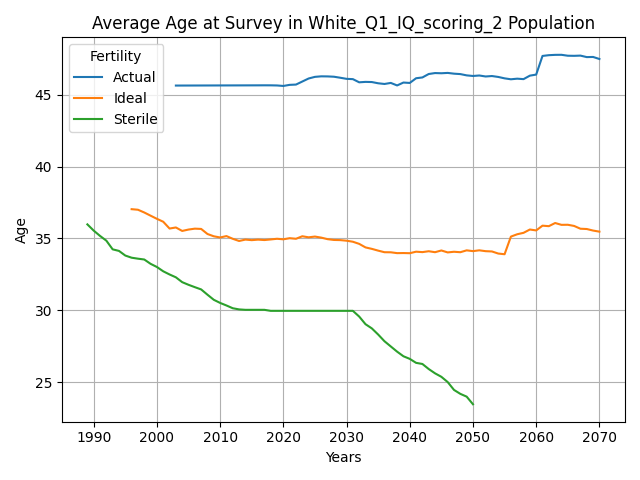 Average Age at Survey in White_Q1_IQ_scoring_2 Population
Fertility
Actual
Ideal
Sterile
Age
45
40
35
30
25
1990 2000 2010 2020 2030 2040 2050 2060 2070
Years